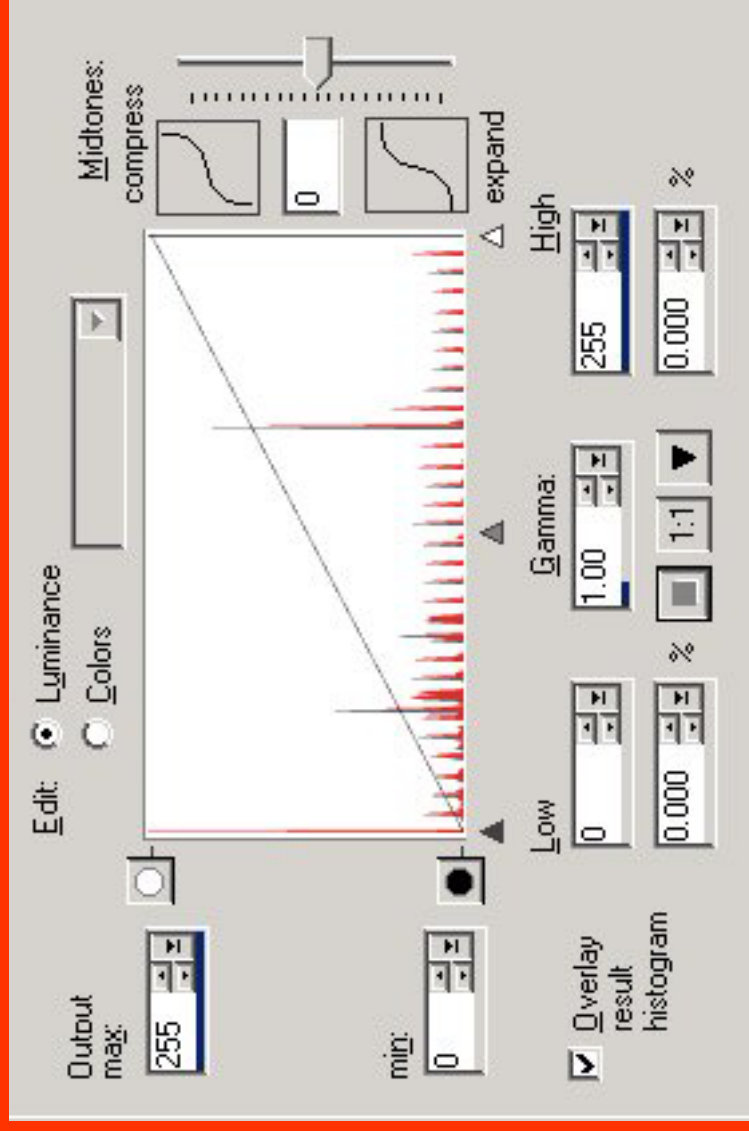 Edit:
Luminance
Colors
Midtones:
compress
0
expand
Output
max:
255
min:
0
Low
Gamma:
High
0
1.00
255
0.000
%
1:1
0.000
%
Overlay
result
histogram